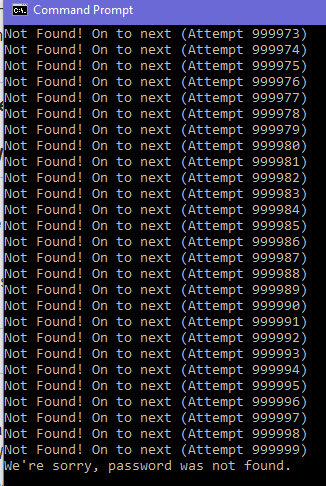 Command Prompt
Not Found! On to next (Attempt 999973)
Not Found! On to next (Attempt 999974)
Not Found! On to next (Attempt 999975)
Not Found! On to next (Attempt 999976)
Not Found! On to next (Attempt 999977)
Not Found! On to next (Attempt 999978)
Not Found! On to next (Attempt 999979)
Not Found! On to next (Attempt 999980)
Not Found! On to next (Attempt 999981)
Not Found! On to next (Attempt 999982)
Not Found! On to next (Attempt 999983)
Not Found! On to next (Attempt 999984)
Not Found! On to next (Attempt 999985)
Not Found! On to next (Attempt 999986)
Not Found! On to next (Attempt 999987)
Not Found! On to next (Attempt 999988)
Not Found! On to next (Attempt 999989)
Not Found! On to next (Attempt 999990)
Not Found! On to next (Attempt 999991)
Not Found! On to next (Attempt 999992)
Not Found! On to next (Attempt 999993)
Not Found! On to next (Attempt 999994)
Not Found! On to next (Attempt 999995)
Not Found! On to next (Attempt 999996)
Not Found! On to next (Attempt 999997)
Not Found! On to next (Attempt 999998)
Not Found! On to next (Attempt 999999)
We're sorry, password was not found.